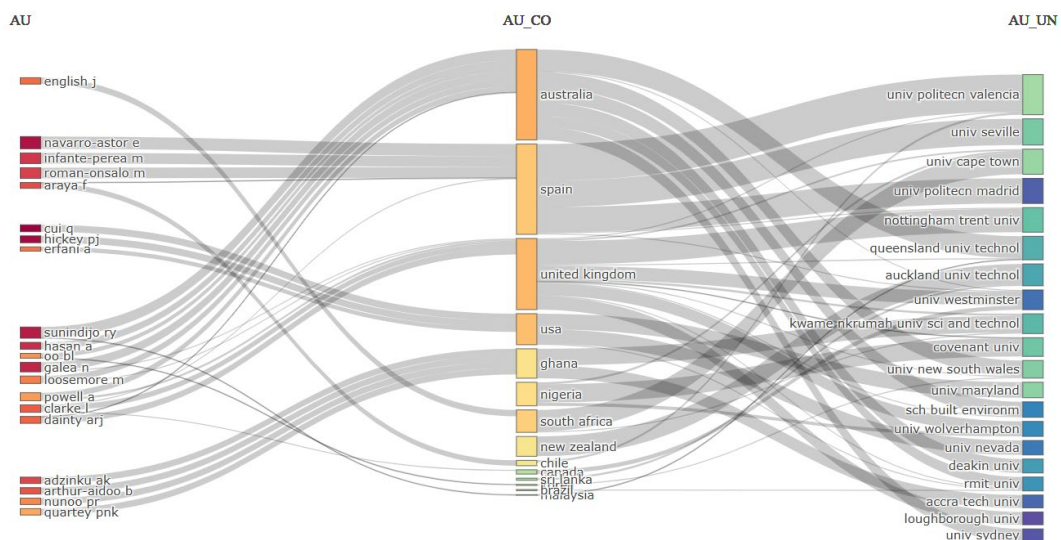 AU
AU_CO
AU_UN
english j
navarro-astor e
infante-perea m
roman-onsalo m
araya f
cui q
hickey pj
erfani a
sunindijo ry
hasan a
oo bl
galea n
loosemore m
powell a
clarke l
dainty arj
adzinku ak
arthur-aidoo b
nunoo pr
quartey pnk
australia
spain
united kingdom
usa
ghana
nigeria
south africa
new zealand
chile
canada
sri lanka
brazil
malaysia
univ politecn valencia
univ seville
univ cape town
univ politecn madrid
nottingham trent univ
queensland univ technol
auckland univ technol
univ westminster
kwame nkrumah univ sci and technol
covenant univ
univ new south wales
univ maryland
sch built environm
univ wolverhampton
univ nevada
deakin univ
rmit univ
accra tech univ
loughborough univ
univ sydney